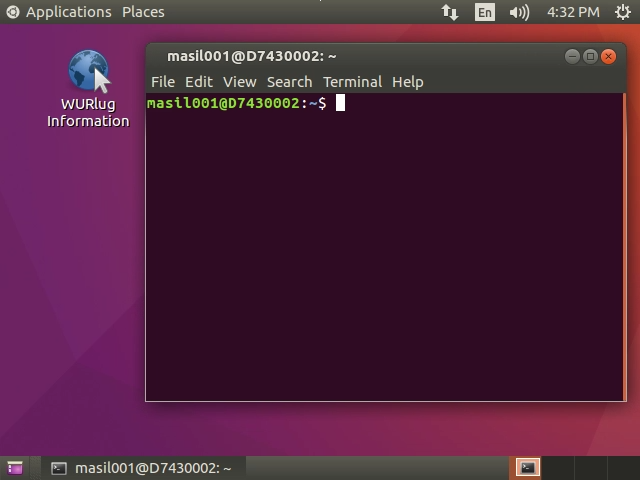 Applications Places
En
4:32 PM
WURlug
Information
masil001@D7430002: ~
File Edit View Search Terminal Help
masil001@D7430002:~$
masil001@D7430002: ~